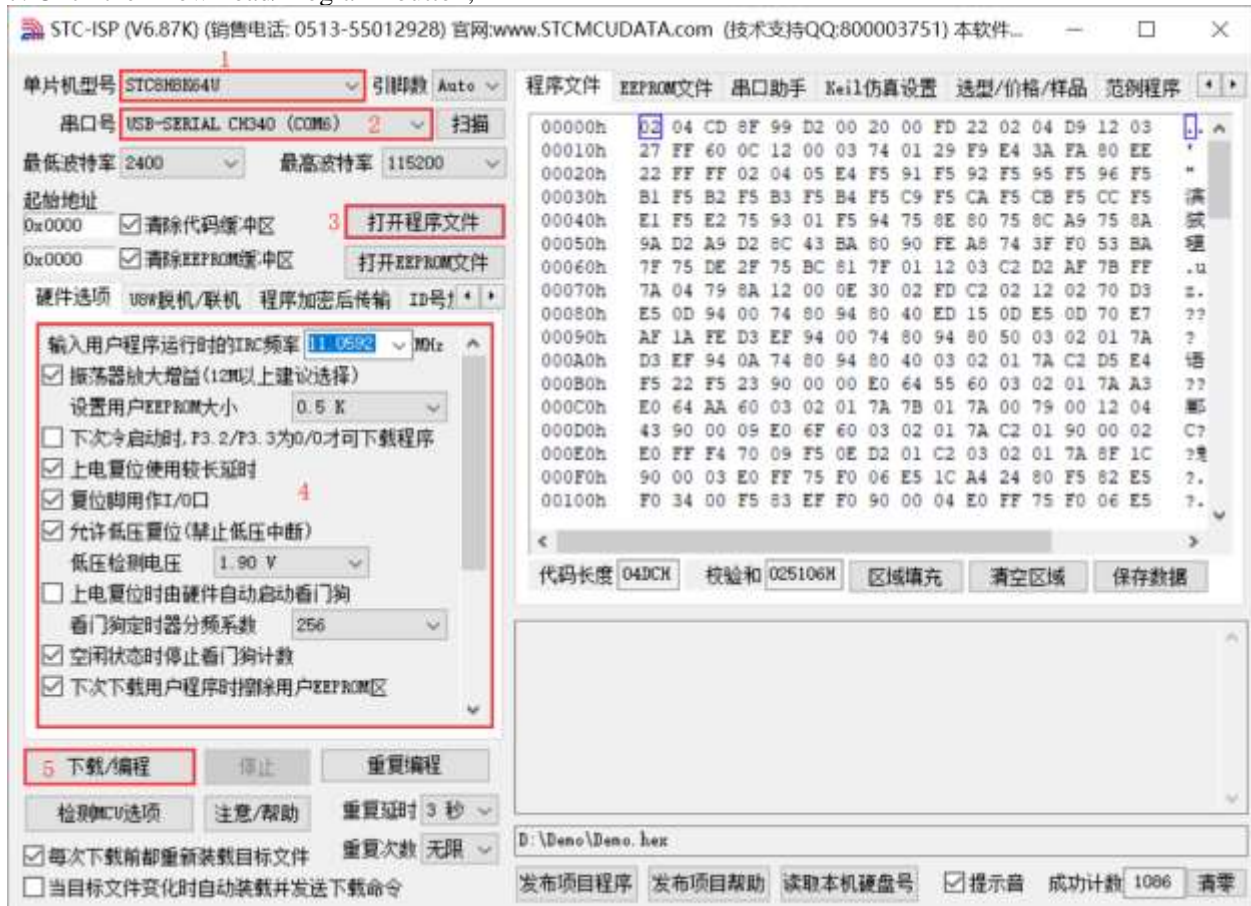 STC-ISP (V6.87K) (销售电话: 0513-55012928) 官网:www.STCMCUDATA.com (技术支持QQ:800003751) 本软件...
1
单片机型号 STC8H8K64U 引脚数 Auto
串口号 USB-SERIAL CH340 (COM6) 2 扫描
最低波特率 2400 最高波特率 115200
起始地址
0x0000 清除代码缓冲区 3 打开程序文件
0x0000 清除EEPROM缓冲区 打开EEPROM文件
硬件选项 U8W脱机/联机 程序加密后传输 ID号
输入用户程序运行时的IRC频率 11.0592 MHz
振荡器放大增益(12M以上建议选择)
设置用户EEPROM大小 0.5 K
下次冷启动时,P3.2/P3.3为0/0才可下载程序
上电复位使用较长延时
复位脚用作I/O口 4
允许低压复位(禁止低压中断)
低压检测电压 1.90 V
上电复位时由硬件自动启动看门狗
看门狗定时器分频系数 256
空闲状态时停止看门狗计数
下次下载用户程序时擦除用户EEPROM区
5 下载/编程 停止 重复编程
检测MCU选项 注意/帮助 重复延时 3 秒
每次下载前都重新装载目标文件 重复次数 无限
当目标文件变化时自动装载并发送下载命令
程序文件 EEPROM文件 串口助手 Keil仿真设置 选型/价格/样品 范例程序
00000h 02 04 CD 8F 99 D2 00 20 00 FD 22 02 04 D9 12 03
00010h 27 FF 60 0C 12 00 03 74 01 29 F9 E4 3A FA 80 EE '
00020h 22 FF FF 02 04 05 E4 F5 91 F5 92 F5 95 F5 96 F5 "
00030h B1 F5 B2 F5 B3 F5 B4 F5 C9 F5 CA F5 CB F5 CC F5
00040h E1 F5 E2 75 93 01 F5 94 75 8E 80 75 8C A9 75 8A
00050h 9A D2 A9 D2 8C 43 BA 80 90 FE A8 74 3F F0 53 BA
00060h 7F 75 DE 2F 75 BC 81 7F 01 12 03 C2 D2 AF 7B FF .u
00070h 7A 04 79 8A 12 00 0E 30 02 FD C2 02 12 02 70 D3 z.
00080h E5 0D 94 00 74 80 94 80 40 ED 15 0D E5 0D 70 E7 ??
00090h AF 1A FE D3 EF 94 00 74 80 94 80 50 03 02 01 7A ?
000A0h D3 EF 94 0A 74 80 94 80 40 03 02 01 7A C2 D5 E4 语
000B0h F5 22 F5 23 90 00 00 E0 64 55 60 03 02 01 7A A3 ??
000C0h E0 64 AA 60 03 02 01 7A 7B 01 7A 00 79 00 12 04
000D0h 43 90 00 09 E0 6F 60 03 02 01 7A C2 01 90 00 02 C?
000E0h E0 FF F4 70 09 F5 0E D2 01 C2 03 02 01 7A 8F 1C
000F0h 90 00 03 E0 FF 75 F0 06 E5 1C A4 24 80 F5 82 E5 ?.
00100h F0 34 00 F5 83 EF F0 90 00 04 E0 FF 75 F0 06 E5 ?.
代码长度 04DCH 校验和 025106H 区域填充 清空区域 保存数据
D:\Demo\Demo.hex
发布项目程序 发布项目帮助 读取本机硬盘号 提示音 成功计数 1086 清零